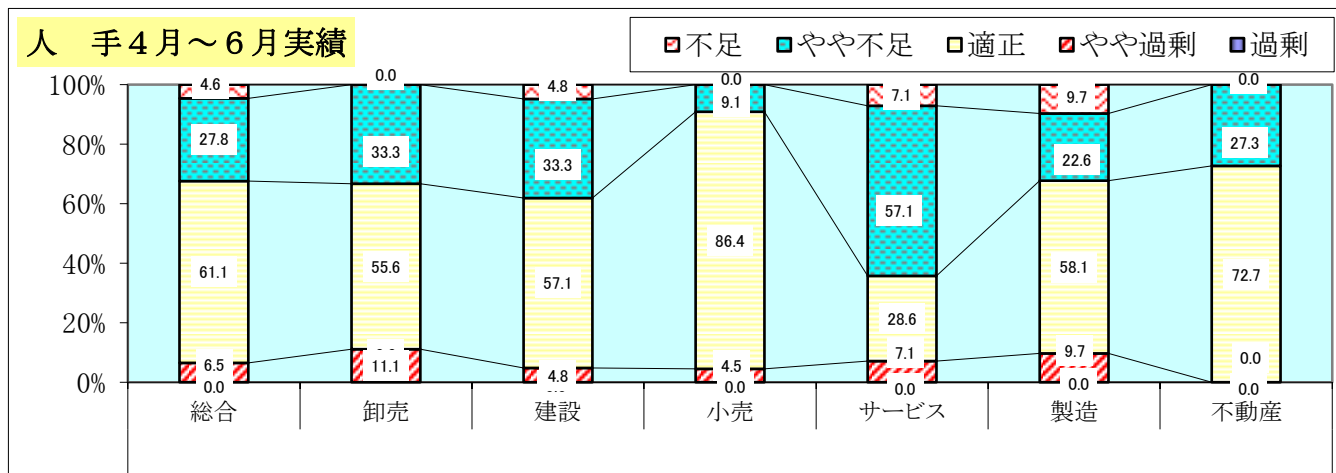 人　手４月～６月実績
不足 やや不足 適正 やや過剰 過剰
100% 4.6 0.0 4.8 0.0 7.1 9.7 0.0
80% 27.8 33.3 33.3 9.1 57.1 22.6 27.3
60%
40% 61.1 55.6 57.1 86.4 28.6 58.1 72.7
20%
6.5 11.1 4.8 4.5 7.1 9.7 0.0
0% 0.0 0.0 0.0 0.0 0.0
総合 卸売 建設 小売 サービス 製造 不動産